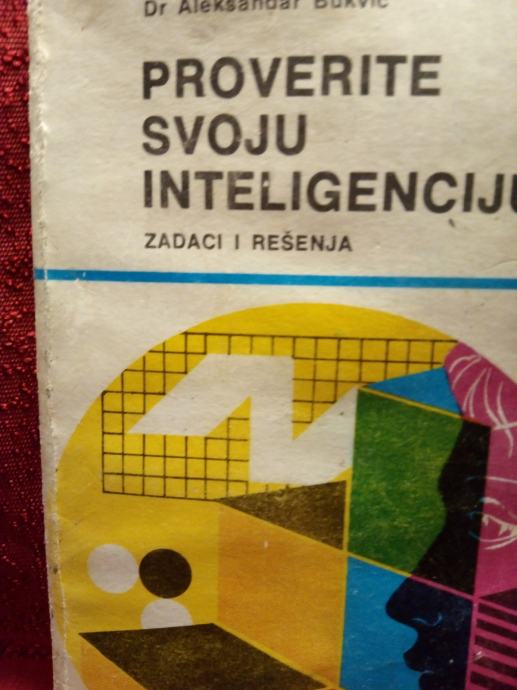 Dr Aleksandar Bukvić
PROVERITE
SVOJU
INTELIGENCIJU
ZADACI I REŠENJA